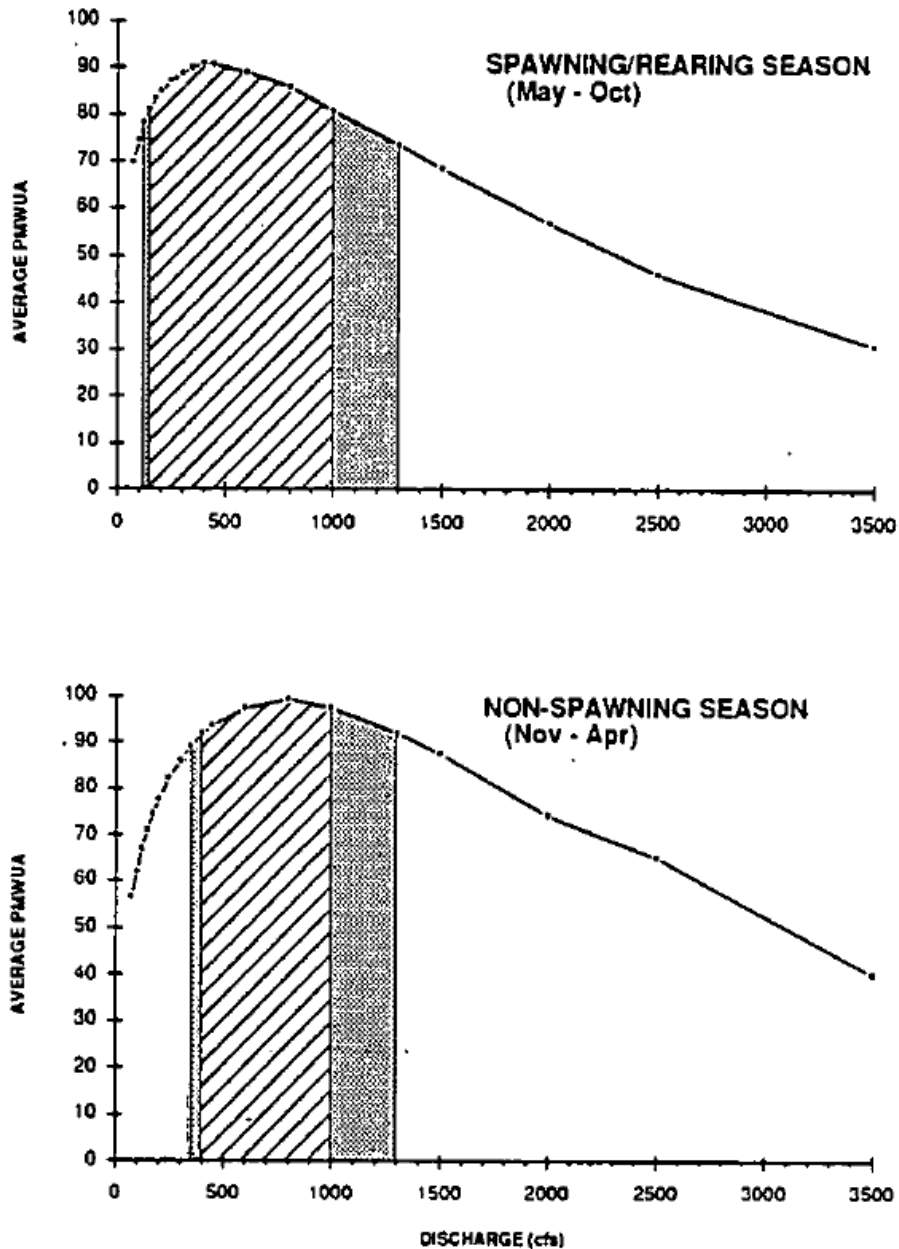 SPAWNING/REARING SEASON
(May - Oct)
AVERAGE PMWUA
100
90
80
70
60
50
40
30
20
10
0
0 500 1000 1500 2000 2500 3000 3500
NON-SPAWNING SEASON
(Nov - Apr)
AVERAGE PMWUA
100
90
80
70
60
50
40
30
20
10
0
0 500 1000 1500 2000 2500 3000 3500
DISCHARGE (cfs)